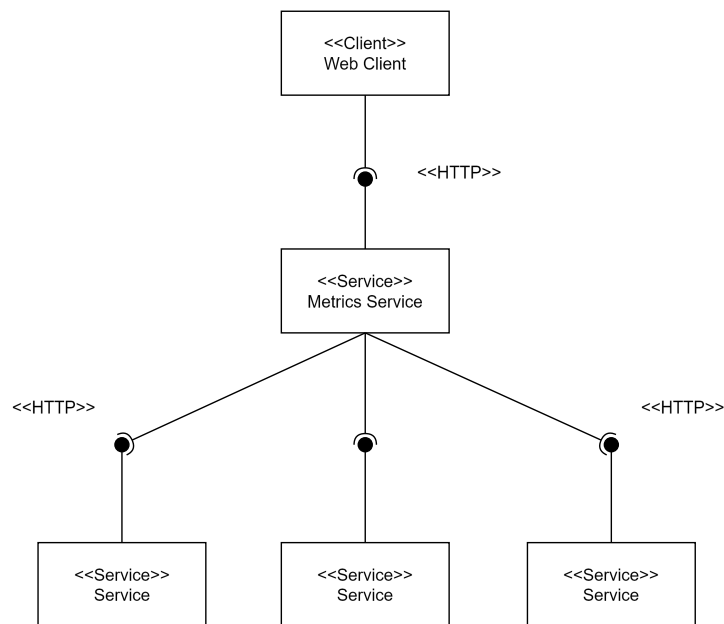 <<Client>>
Web Client
<<HTTP>>
<<Service>>
Metrics Service
<<HTTP>>
<<HTTP>>
<<Service>>
Service
<<Service>>
Service
<<Service>>
Service